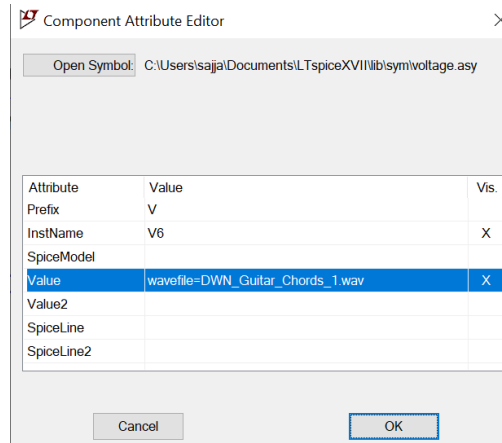 Component Attribute Editor
Open Symbol: C:\Users\sajja\Documents\LTspiceXVII\lib\sym\voltage.asy
Attribute Value Vis.
Prefix V
InstName V6 X
SpiceModel
Value wavefile=DWN_Guitar_Chords_1.wav X
Value2
SpiceLine
SpiceLine2
Cancel OK